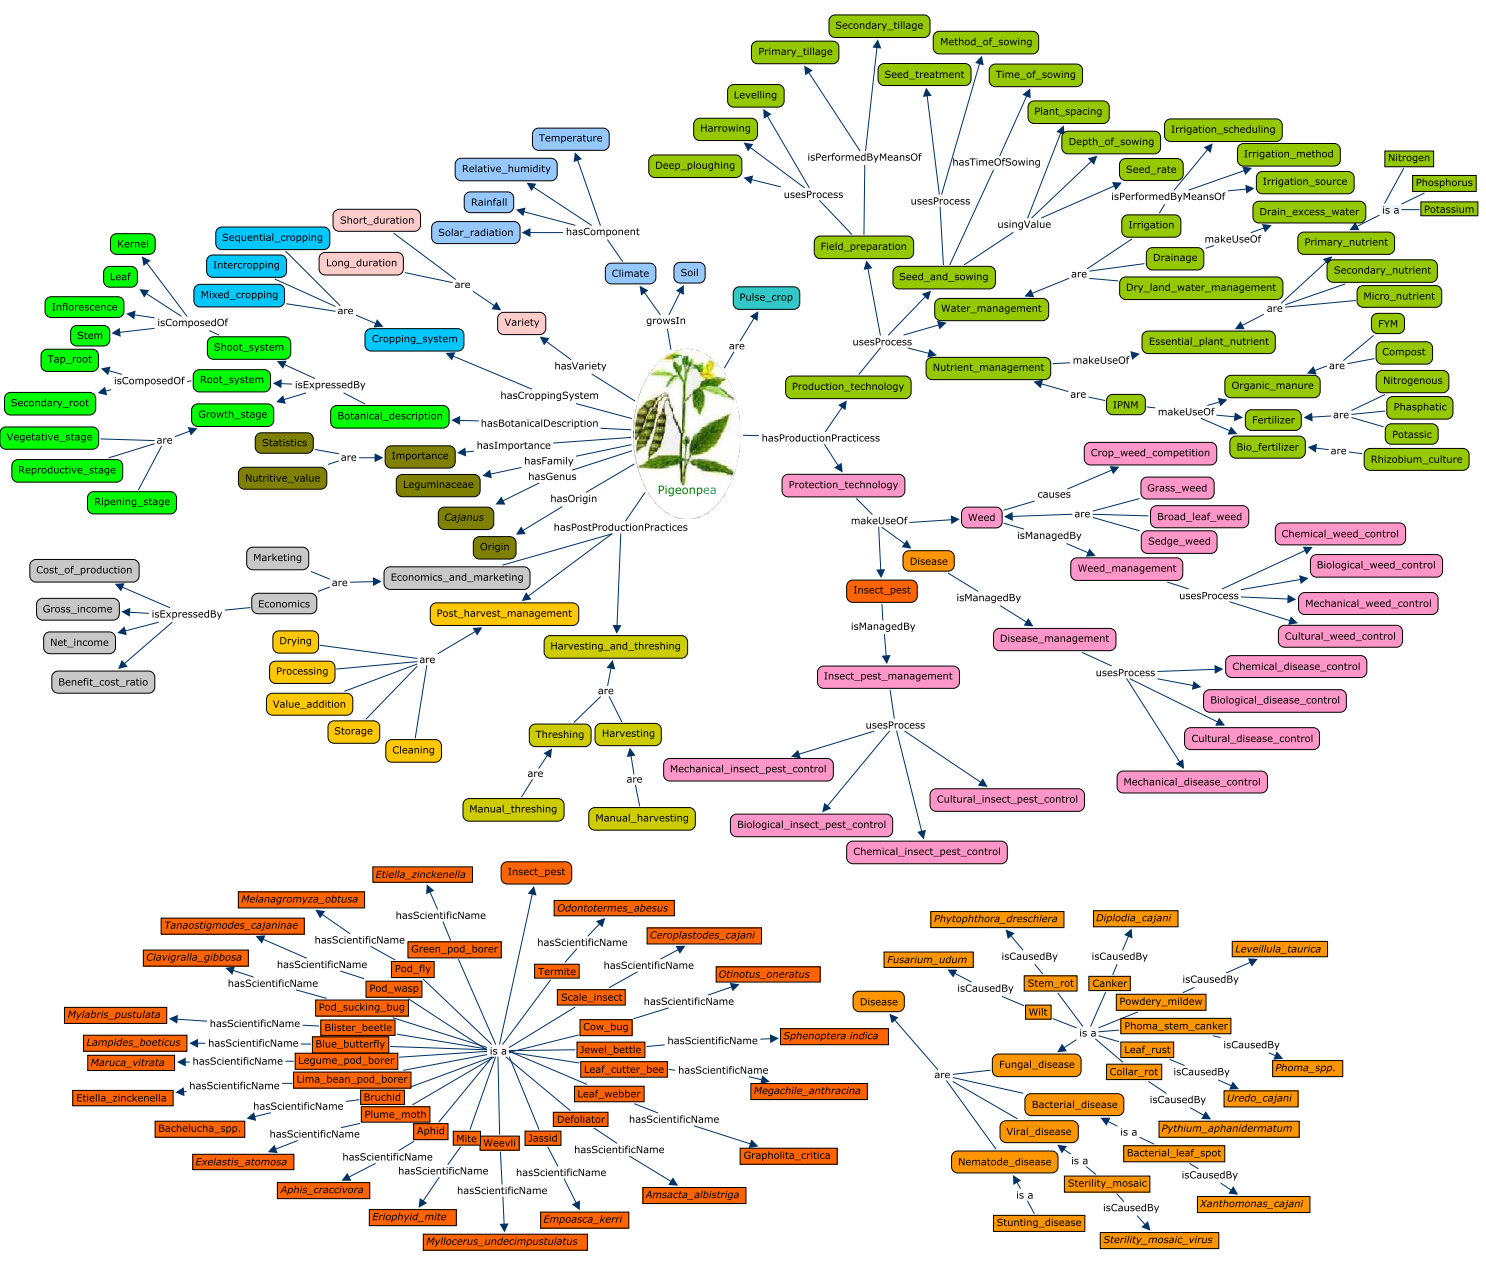 Secondary_tillage
Primary_tillage
Method_of_sowing
Seed_treatment
Time_of_sowing
Levelling
Plant_spacing
Harrowing
Depth_of_sowing
Irrigation_scheduling
Deep_ploughing
isPerformedByMeansOf
hasTimeOfSowing
Irrigation_method
Seed_rate
Irrigation_source
usesProcess
usesProcess
usingValue
isPerformedByMeansOf
Drain_excess_water
Nitrogen
Phosphorus
is a
Potassium
Irrigation
makeUseOf
Primary_nutrient
Field_preparation
Drainage
Secondary_nutrient
Seed_and_sowing
are
Dry_land_water_management
Micro_nutrient
Water_management
are
FYM
usesProcess
Essential_plant_nutrient
Compost
Nutrient_management
makeUseOf
are
Production_technology
Organic_manure
Nitrogenous
are
IPNM
makeUseOf
Fertilizer
are
Phasphatic
Potassic
Bio_fertilizer
are
Rhizobium_culture
Temperature
Relative_humidity
Rainfall
Solar_radiation
hasComponent
Climate
Soil
growsIn
Pulse_crop
are
Short_duration
Long_duration
are
Variety
hasVariety
Sequential_cropping
Intercropping
Mixed_cropping
are
Cropping_system
hasCroppingSystem
Kernel
Leaf
Inflorescence
isComposedOf
Stem
Shoot_system
Tap_root
isComposedOf
Root_system
isExpressedBy
Secondary_root
Growth_stage
Botanical_description
hasBotanicalDescription
Vegetative_stage
are
Reproductive_stage
Ripening_stage
Statistics
are
Importance
hasImportance
Nutritive_value
Leguminaceae
hasFamily
hasGenus
Cajanus
hasOrigin
Origin
hasPostProductionPractices
Pigeonpea
hasProductionPracticess
Protection_technology
makeUseOf
Crop_weed_competition
causes
Grass_weed
Weed
are
Broad_leaf_weed
isManagedBy
Sedge_weed
Weed_management
Chemical_weed_control
Biological_weed_control
usesProcess
Mechanical_weed_control
Cultural_weed_control
Disease
Insect_pest
isManagedBy
isManagedBy
Disease_management
Insect_pest_management
usesProcess
Chemical_disease_control
Biological_disease_control
Cultural_disease_control
Mechanical_disease_control
usesProcess
Mechanical_insect_pest_control
Cultural_insect_pest_control
Biological_insect_pest_control
Chemical_insect_pest_control
Marketing
Cost_of_production
are
Economics_and_marketing
Gross_income
isExpressedBy
Economics
Net_income
Benefit_cost_ratio
Post_harvest_management
Drying
are
Processing
Value_addition
Storage
Cleaning
Harvesting_and_threshing
are
Threshing
Harvesting
are
are
Manual_threshing
Manual_harvesting
Etiella_zinckenella
Insect_pest
Melanagromyza_obtusa
hasScientificName
Odontotermes_abesus
Tanaostigmodes_cajaninae
hasScientificName
Green_pod_borer
hasScientificName
Ceroplastodes_cajani
Clavigralla_gibbosa
hasScientificName
Pod_fly
Termite
hasScientificName
Otinotus_oneratus
hasScientificName
Pod_wasp
Scale_insect
hasScientificName
Mylabris_pustulata
Pod_sucking_bug
hasScientificName
Blister_beetle
Cow_bug
Lampides_boeticus
hasScientificName
Blue_butterfly
is a
Jewel_bettle
hasScientificName
Sphenoptera indica
Maruca_vitrata
hasScientificName
Legume_pod_borer
Leaf_cutter_bee
hasScientificName
Etiella_zinckenella
hasScientificName
Lima_bean_pod_borer
Leaf_webber
Megachile_anthracina
Bruchid
hasScientificName
Bachelucha_spp.
Plume_moth
Defoliator
hasScientificName
hasScientificName
Aphid
Mite
Weevli
Jassid
hasScientificName
Grapholita_critica
Exelastis_atomosa
hasScientificName
hasScientificName
hasScientificName
hasScientificName
Aphis_craccivora
Amsacta_albistriga
Eriophyid_mite
Empoasca_kerri
Myllocerus_undecimpustulatus
Phytophthora_dreschlera
Diplodia_cajani
Fusarium_udum
isCausedBy
isCausedBy
Leveillula_taurica
isCausedBy
Stem_rot
Canker
isCausedBy
Disease
Wilt
Powdery_mildew
is a
Phoma_stem_canker
isCausedBy
Fungal_disease
Leaf_rust
Phoma_spp.
are
Collar_rot
isCausedBy
Uredo_cajani
Bacterial_disease
isCausedBy
Pythium_aphanidermatum
Viral_disease
is a
Nematode_disease
is a
Bacterial_leaf_spot
Sterility_mosaic
isCausedBy
is a
isCausedBy
Xanthomonas_cajani
Stunting_disease
Sterility_mosaic_virus